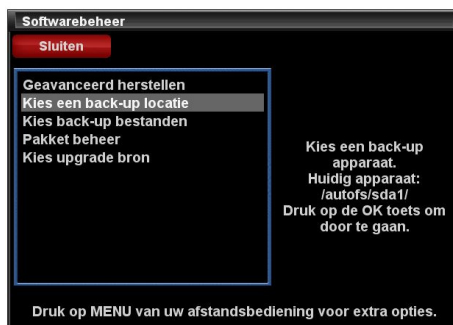 Softwarebeheer
Sluiten
Geavanceerd herstellen
Kies een back-up locatie
Kies back-up bestanden
Pakket beheer
Kies upgrade bron
Kies een back-up
apparaat.
Huidig apparaat:
/autofs/sda1/
Druk op de OK toets om
door te gaan.
Druk op MENU van uw afstandsbediening voor extra opties.